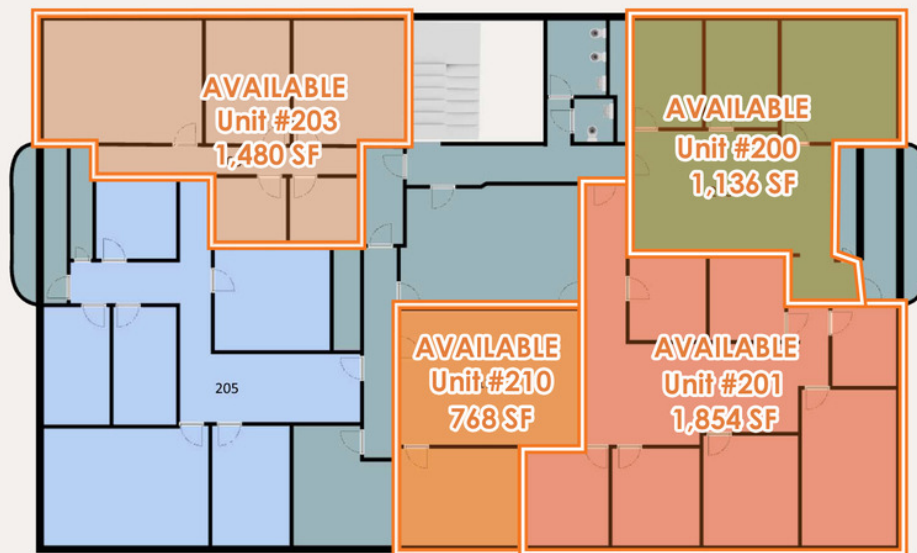 AVAILABLE
Unit #203
1,480 SF
AVAILABLE
Unit #200
1,136 SF
AVAILABLE
Unit #210
768 SF
AVAILABLE
Unit #201
1,854 SF
205